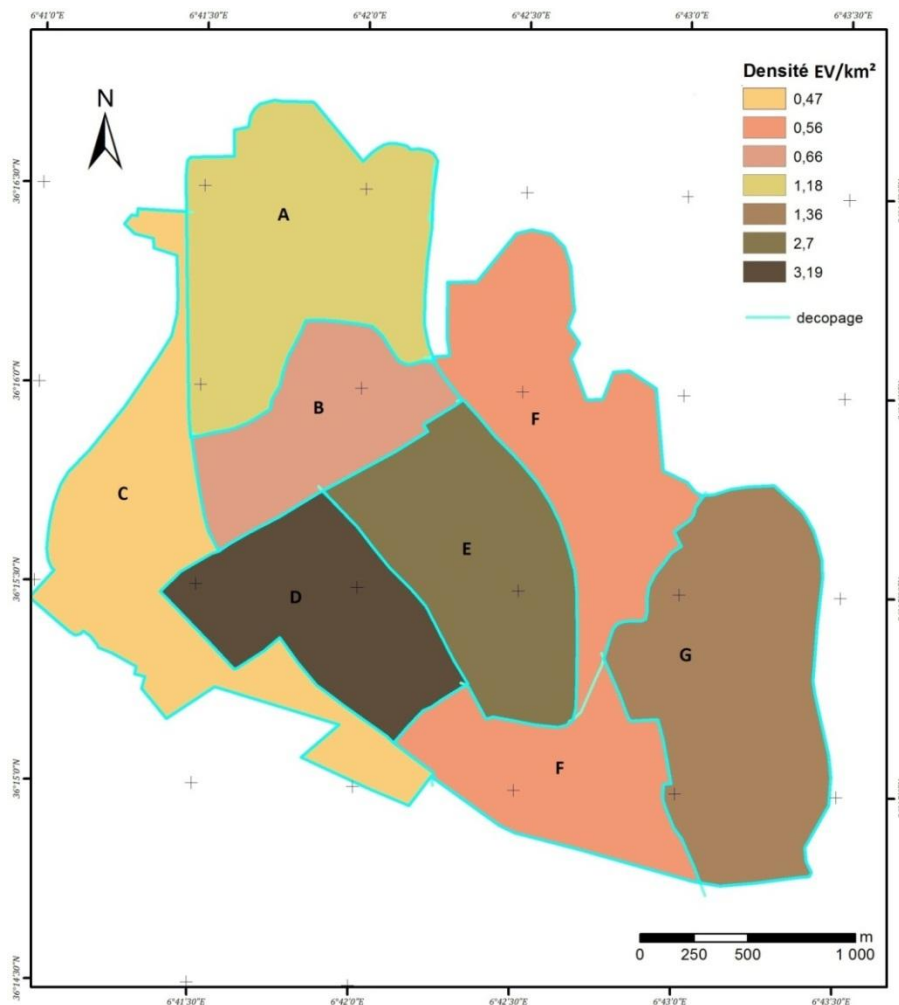 6°41'0"E 6°41'30"E 6°42'0"E 6°42'30"E 6°43'0"E 6°43'30"E
N
Densité EV/km²
0,47
0,56
0,66
1,18
1,36
2,7
3,19
decopage
36°16'30"N
A
36°16'0"N
B
F
C
36°15'30"N
E
D
G
36°15'0"N
F
m
0 250 500 1 000
36°14'30"N
6°41'30"E 6°42'0"E 6°42'30"E 6°43'0"E 6°43'30"E